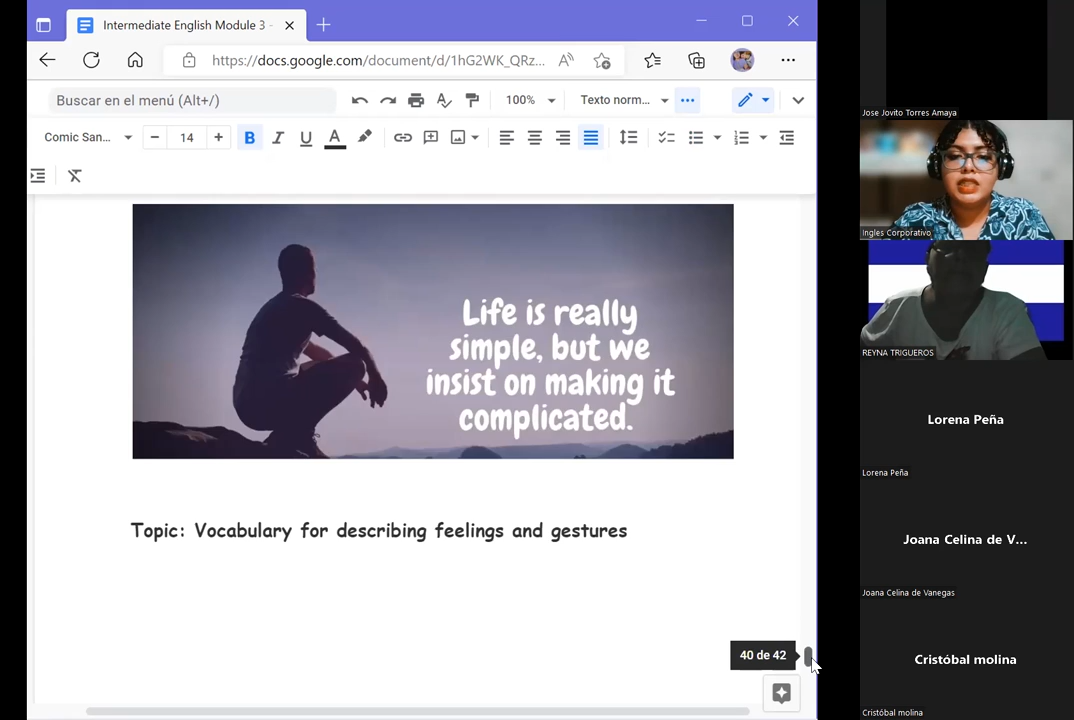 Intermediate English Module 3 -
https://docs.google.com/document/d/1hG2WK_QRz...
Buscar en el menú (Alt+/)
100%
Texto norm...
Comic San...
14
B
I
U
A
Life is really
simple, but we
insist on making it
complicated.
Topic: Vocabulary for describing feelings and gestures
40 de 42
Jose Jovito Torres Amaya
Ingles Corporativo
REYNA TRIGUEROS
Lorena Peña
Lorena Peña
Joana Celina de V...
Joana Celina de Vanegas
Cristóbal molina
Cristóbal molina